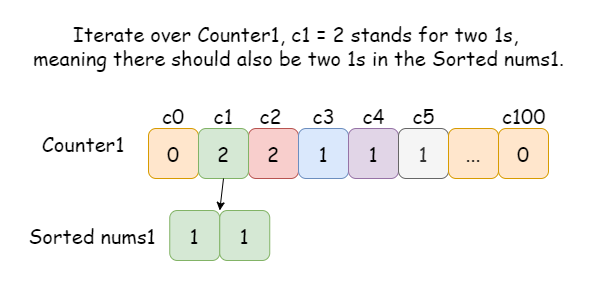 Iterate over Counter1, c1 = 2 stands for two 1s,
meaning there should also be two 1s in the Sorted nums1.
c0 c1 c2 c3 c4 c5 c100
Counter1 0 2 2 1 1 1 ... 0
Sorted nums1 1 1